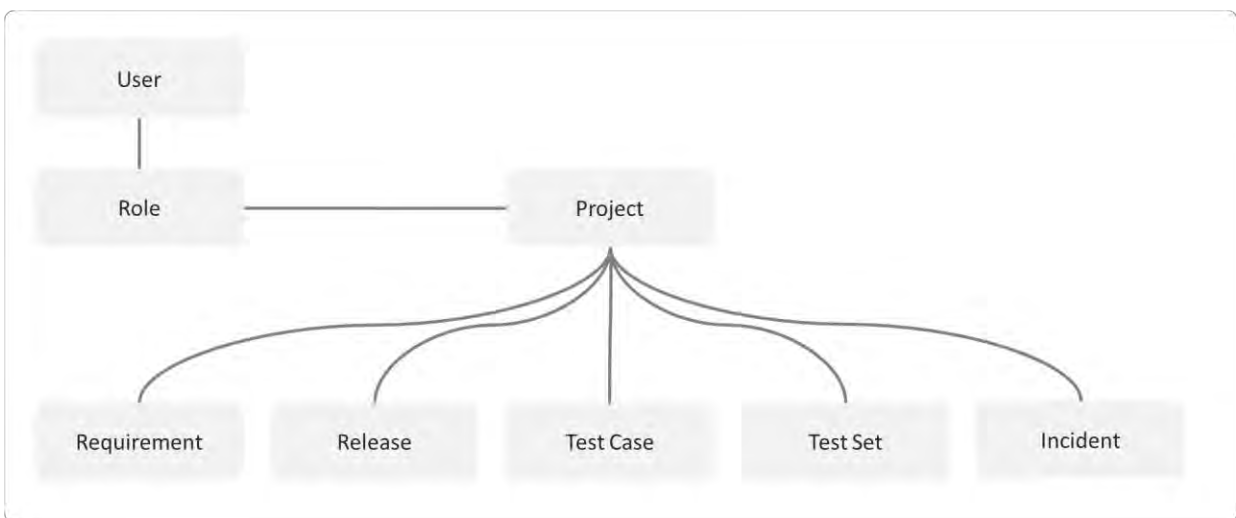 User
Role
Project
Requirement
Release
Test Case
Test Set
Incident